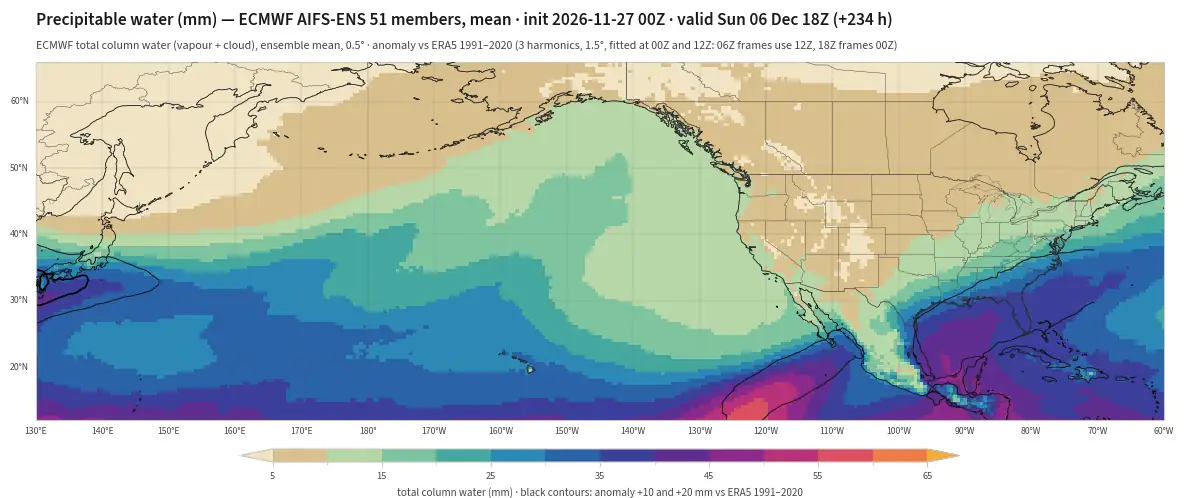 Precipitable water (mm) — ECMWF AIFS-ENS 51 members, mean · init 2026-11-27 00Z · valid Sun 06 Dec 18Z (+234 h)
ECMWF total column water (vapour + cloud), ensemble mean, 0.5° · anomaly vs ERA5 1991–2020 (3 harmonics, 1.5°, fitted at 00Z and 12Z: 06Z frames use 12Z, 18Z frames 00Z)
60°N
50°N
40°N
30°N
20°N
130°E 140°E 150°E 160°E 170°E 180° 170°W 160°W 150°W 140°W 130°W 120°W 110°W 100°W 90°W 80°W 70°W 60°W
5 15 25 35 45 55 65
total column water (mm) · black contours: anomaly +10 and +20 mm vs ERA5 1991–2020